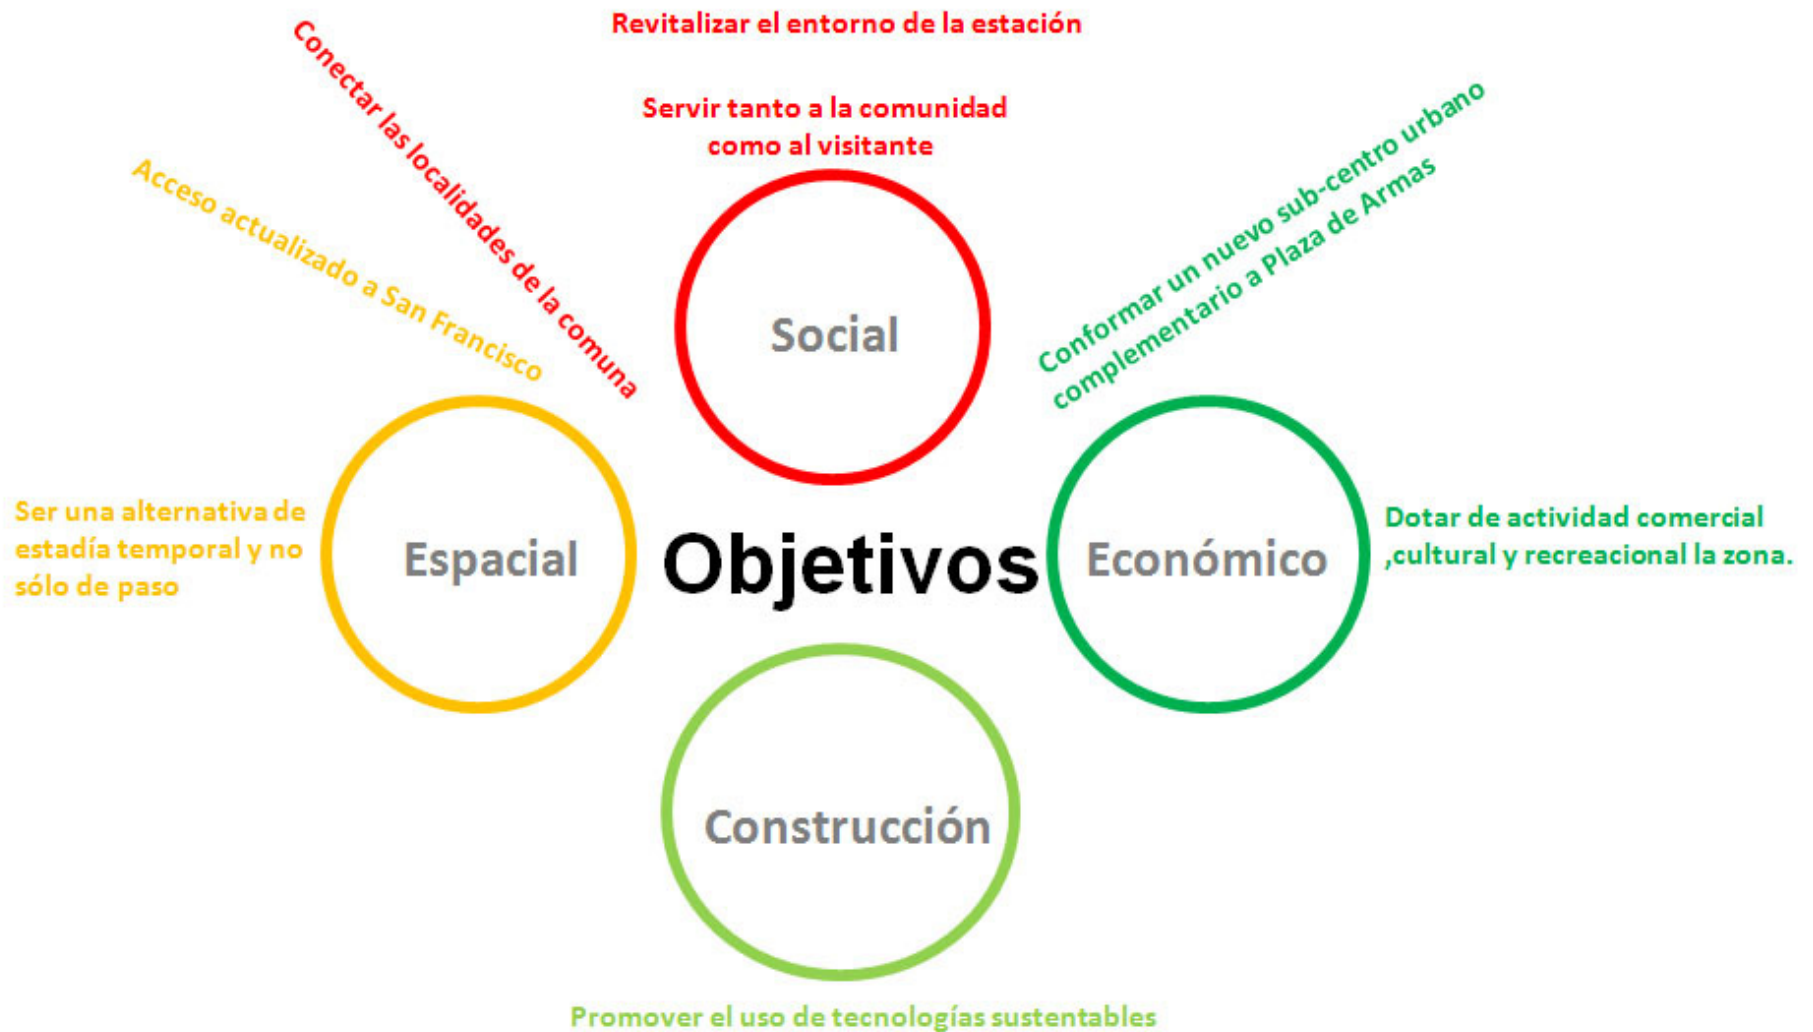 Revitalizar el entorno de la estación
Servir tanto a la comunidad
como al visitante
Conectar las localidades de la comuna
Acceso actualizado a San Francisco
Conformar un nuevo sub-centro urbano
complementario a Plaza de Armas
Social
Ser una alternativa de
estadía temporal y no
sólo de paso
Espacial
Objetivos
Económico
Dotar de actividad comercial
,cultural y recreacional la zona.
Construcción
Promover el uso de tecnologías sustentables